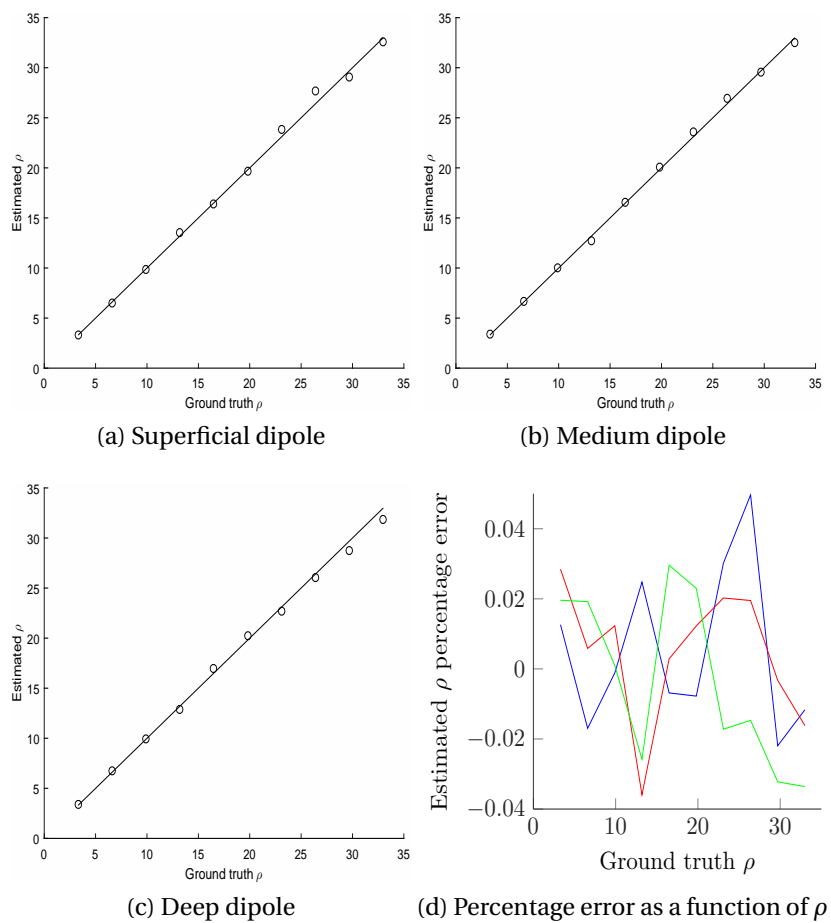 35
30
25
20
15
10
5
0
Estimated ρ
0 5 10 15 20 25 30 35
Ground truth ρ
(a) Superficial dipole
35
30
25
20
15
10
5
0
Estimated ρ
0 5 10 15 20 25 30 35
Ground truth ρ
(b) Medium dipole
35
30
25
20
15
10
5
0
Estimated ρ
0 5 10 15 20 25 30 35
Ground truth ρ
(c) Deep dipole
0.04
0.02
0
−0.02
−0.04
Estimated ρ percentage error
0 10 20 30
Ground truth ρ
(d) Percentage error as a function of ρ